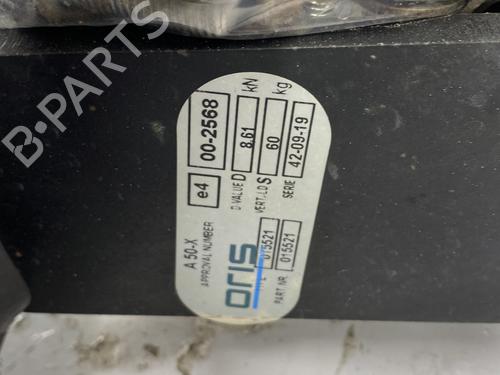 A 50-X
APPROVAL NUMBER
e4 00-2568
D-VALUE D 8.61 kN
VERT.LD S 60 kg
SERIE 42-09-19
oris
015521
PART NR. 015521
B-PARTS